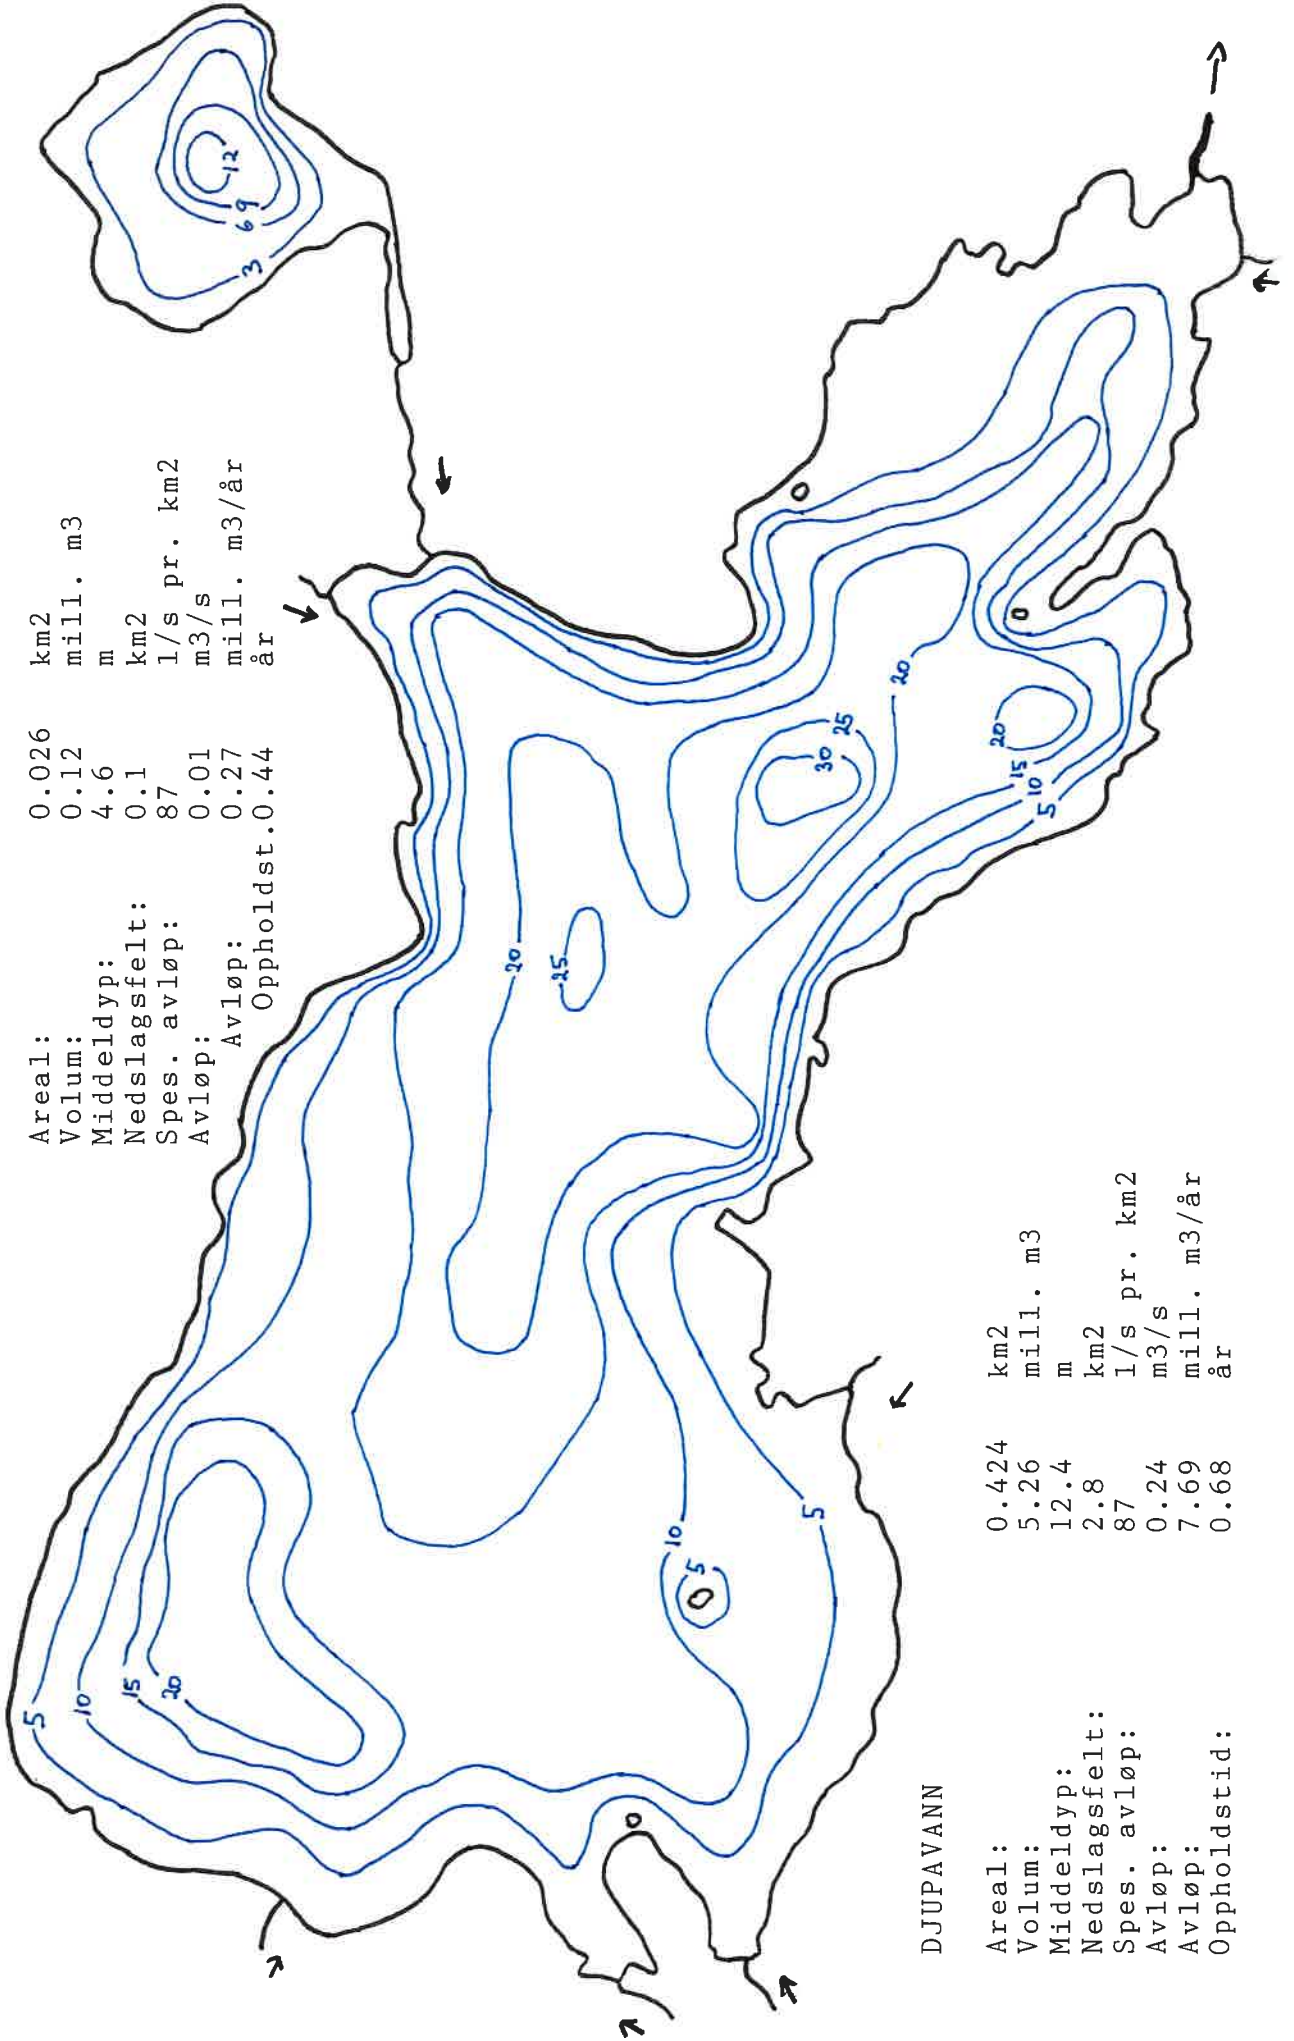 Areal: 0.026 km2
Volum: 0.12 mill. m3
Middeldyp: 4.6 m
Nedslagsfelt: 0.1 km2
Spes. avløp: 87 l/s pr. km2
Avløp: 0.01 m3/s
Avløp: 0.27 mill. m3/år
Oppholdst.0.44 år
3
6
9
12
5
10
15
20
20
25
25
30
20
20
15
10
5
10
5
5
DJUPAVANN
Areal: 0.424 km2
Volum: 5.26 mill. m3
Middeldyp: 12.4 m
Nedslagsfelt: 2.8 km2
Spes. avløp: 87 l/s pr. km2
Avløp: 0.24 m3/s
Avløp: 7.69 mill. m3/år
Oppholdstid: 0.68 år